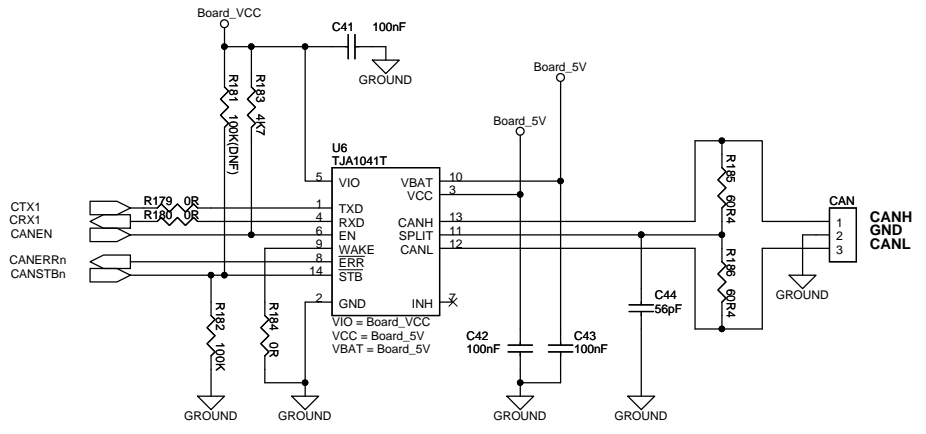 Board_VCC
C41 100nF
GROUND
R181 100K(DNF)
R183 4K7
Board_5V
Board_5V
U6
TJA1041T
5 VIO
1 TXD
4 RXD
6 EN
9 WAKE
8 ERR
14 STB
2 GND
VBAT 10
VCC 3
CANH 13
SPLIT 11
CANL 12
INH 7
VIO = Board_VCC
VCC = Board_5V
VBAT = Board_5V
CTX1
CRX1
CANEN
CANERRn
CANSTBn
R179 0R
R180 0R
R182 100K
R184 0R
GROUND
GROUND
C42
100nF
C43
100nF
GROUND
C44
56pF
GROUND
R185 60R4
R186 60R4
CAN
1 CANH
2 GND
3 CANL
GROUND